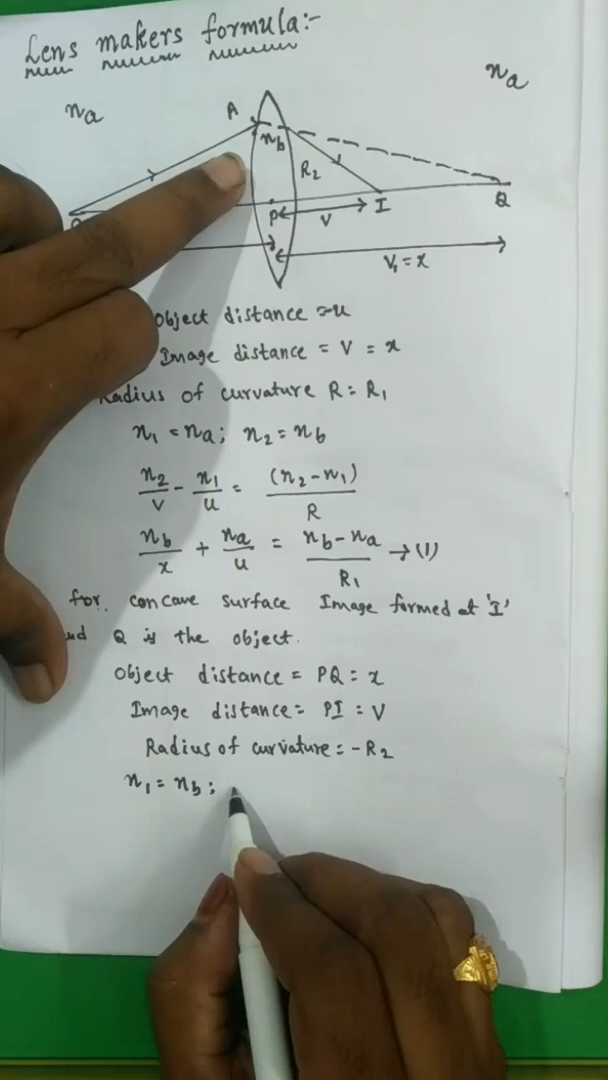 Lens makers formula:-
na
na
A
nb
R2
P
V
I
Q
V1 = x
object distance = u
Image distance = v = x
Radius of curvature R = R1
n1 = na; n2 = nb
n2/v - n1/u = (n2-n1)/R
nb/x + na/u = nb-na/R1 → (1)
for concave surface Image formed at 'I'
Q is the object.
object distance = PQ = x
Image distance = PI = V
Radius of curvature = -R2
n1 = nb;